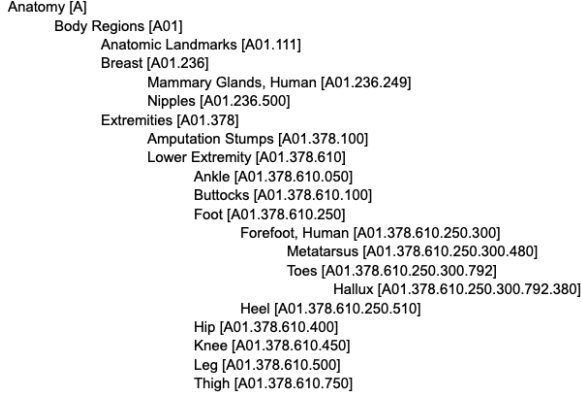 Anatomy [A]
Body Regions [A01]
Anatomic Landmarks [A01.111]
Breast [A01.236]
Mammary Glands, Human [A01.236.249]
Nipples [A01.236.500]
Extremities [A01.378]
Amputation Stumps [A01.378.100]
Lower Extremity [A01.378.610]
Ankle [A01.378.610.050]
Buttocks [A01.378.610.100]
Foot [A01.378.610.250]
Forefoot, Human [A01.378.610.250.300]
Metatarsus [A01.378.610.250.300.480]
Toes [A01.378.610.250.300.792]
Hallux [A01.378.610.250.300.792.380]
Heel [A01.378.610.250.510]
Hip [A01.378.610.400]
Knee [A01.378.610.450]
Leg [A01.378.610.500]
Thigh [A01.378.610.750]